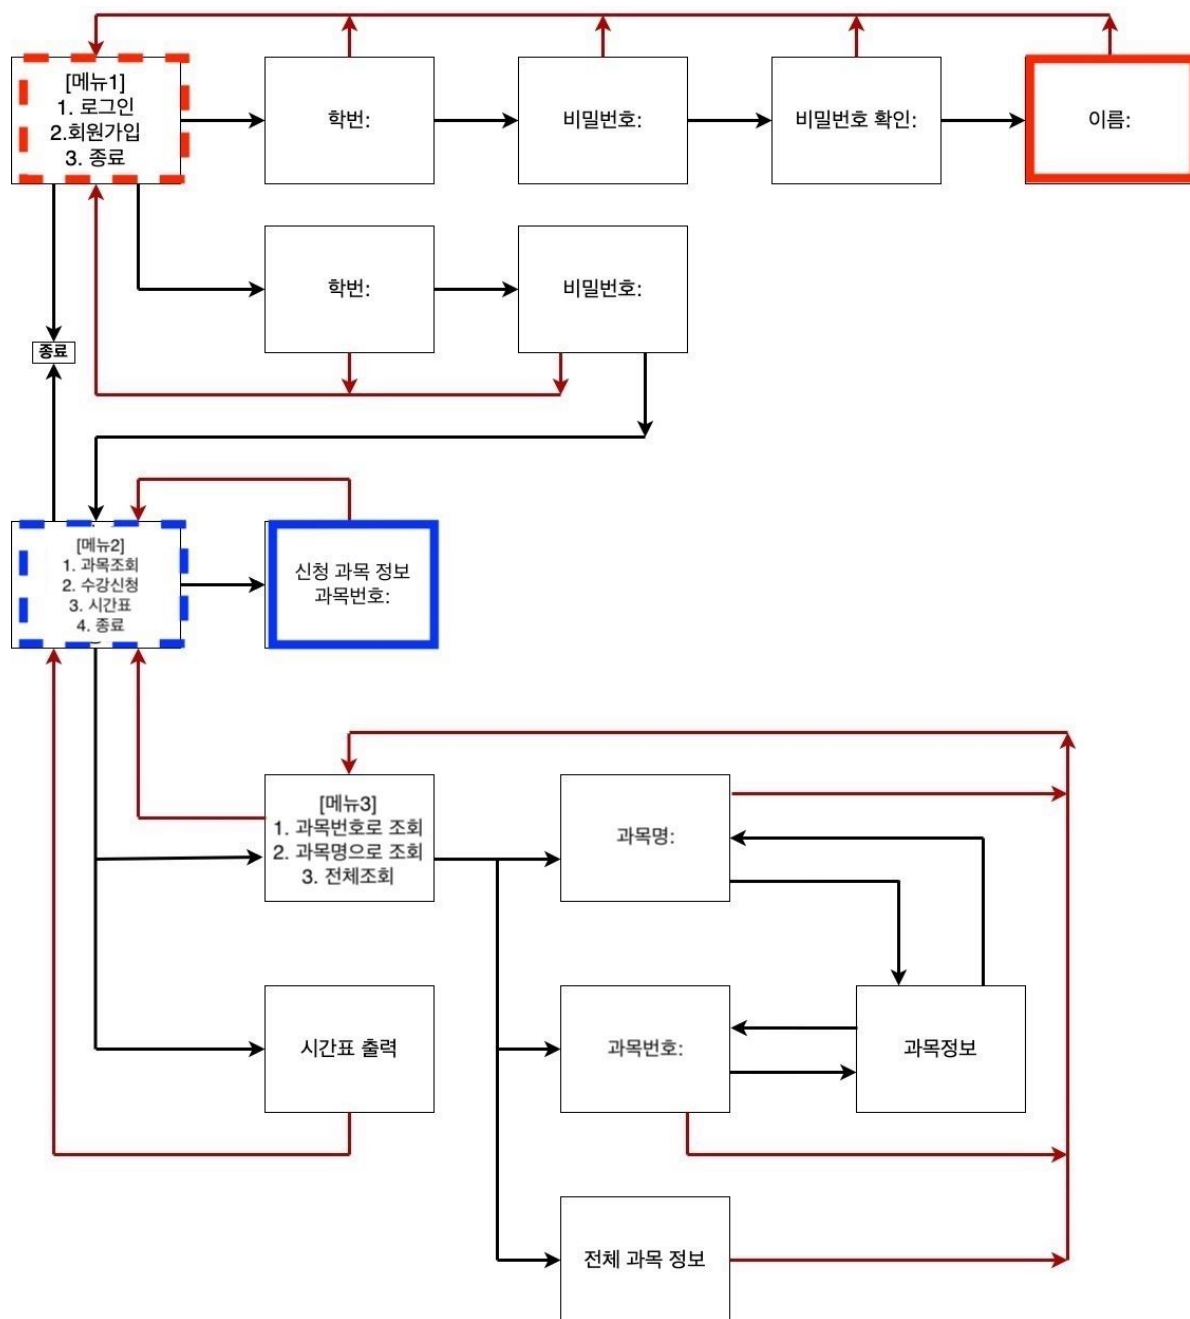 [메뉴1]
1. 로그인
2.회원가입
3. 종료
학번:
비밀번호:
비밀번호 확인:
이름:
학번:
비밀번호:
종료
[메뉴2]
1. 과목조회
2. 수강신청
3. 시간표
4. 종료
신청 과목 정보
과목번호:
[메뉴3]
1. 과목번호로 조회
2. 과목명으로 조회
3. 전체조회
과목명:
시간표 출력
과목번호:
과목정보
전체 과목 정보